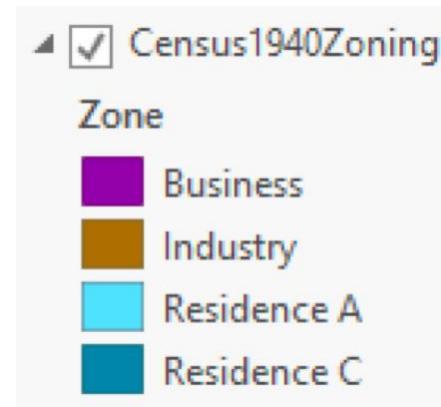 Census1940Zoning
Zone
Business
Industry
Residence A
Residence C